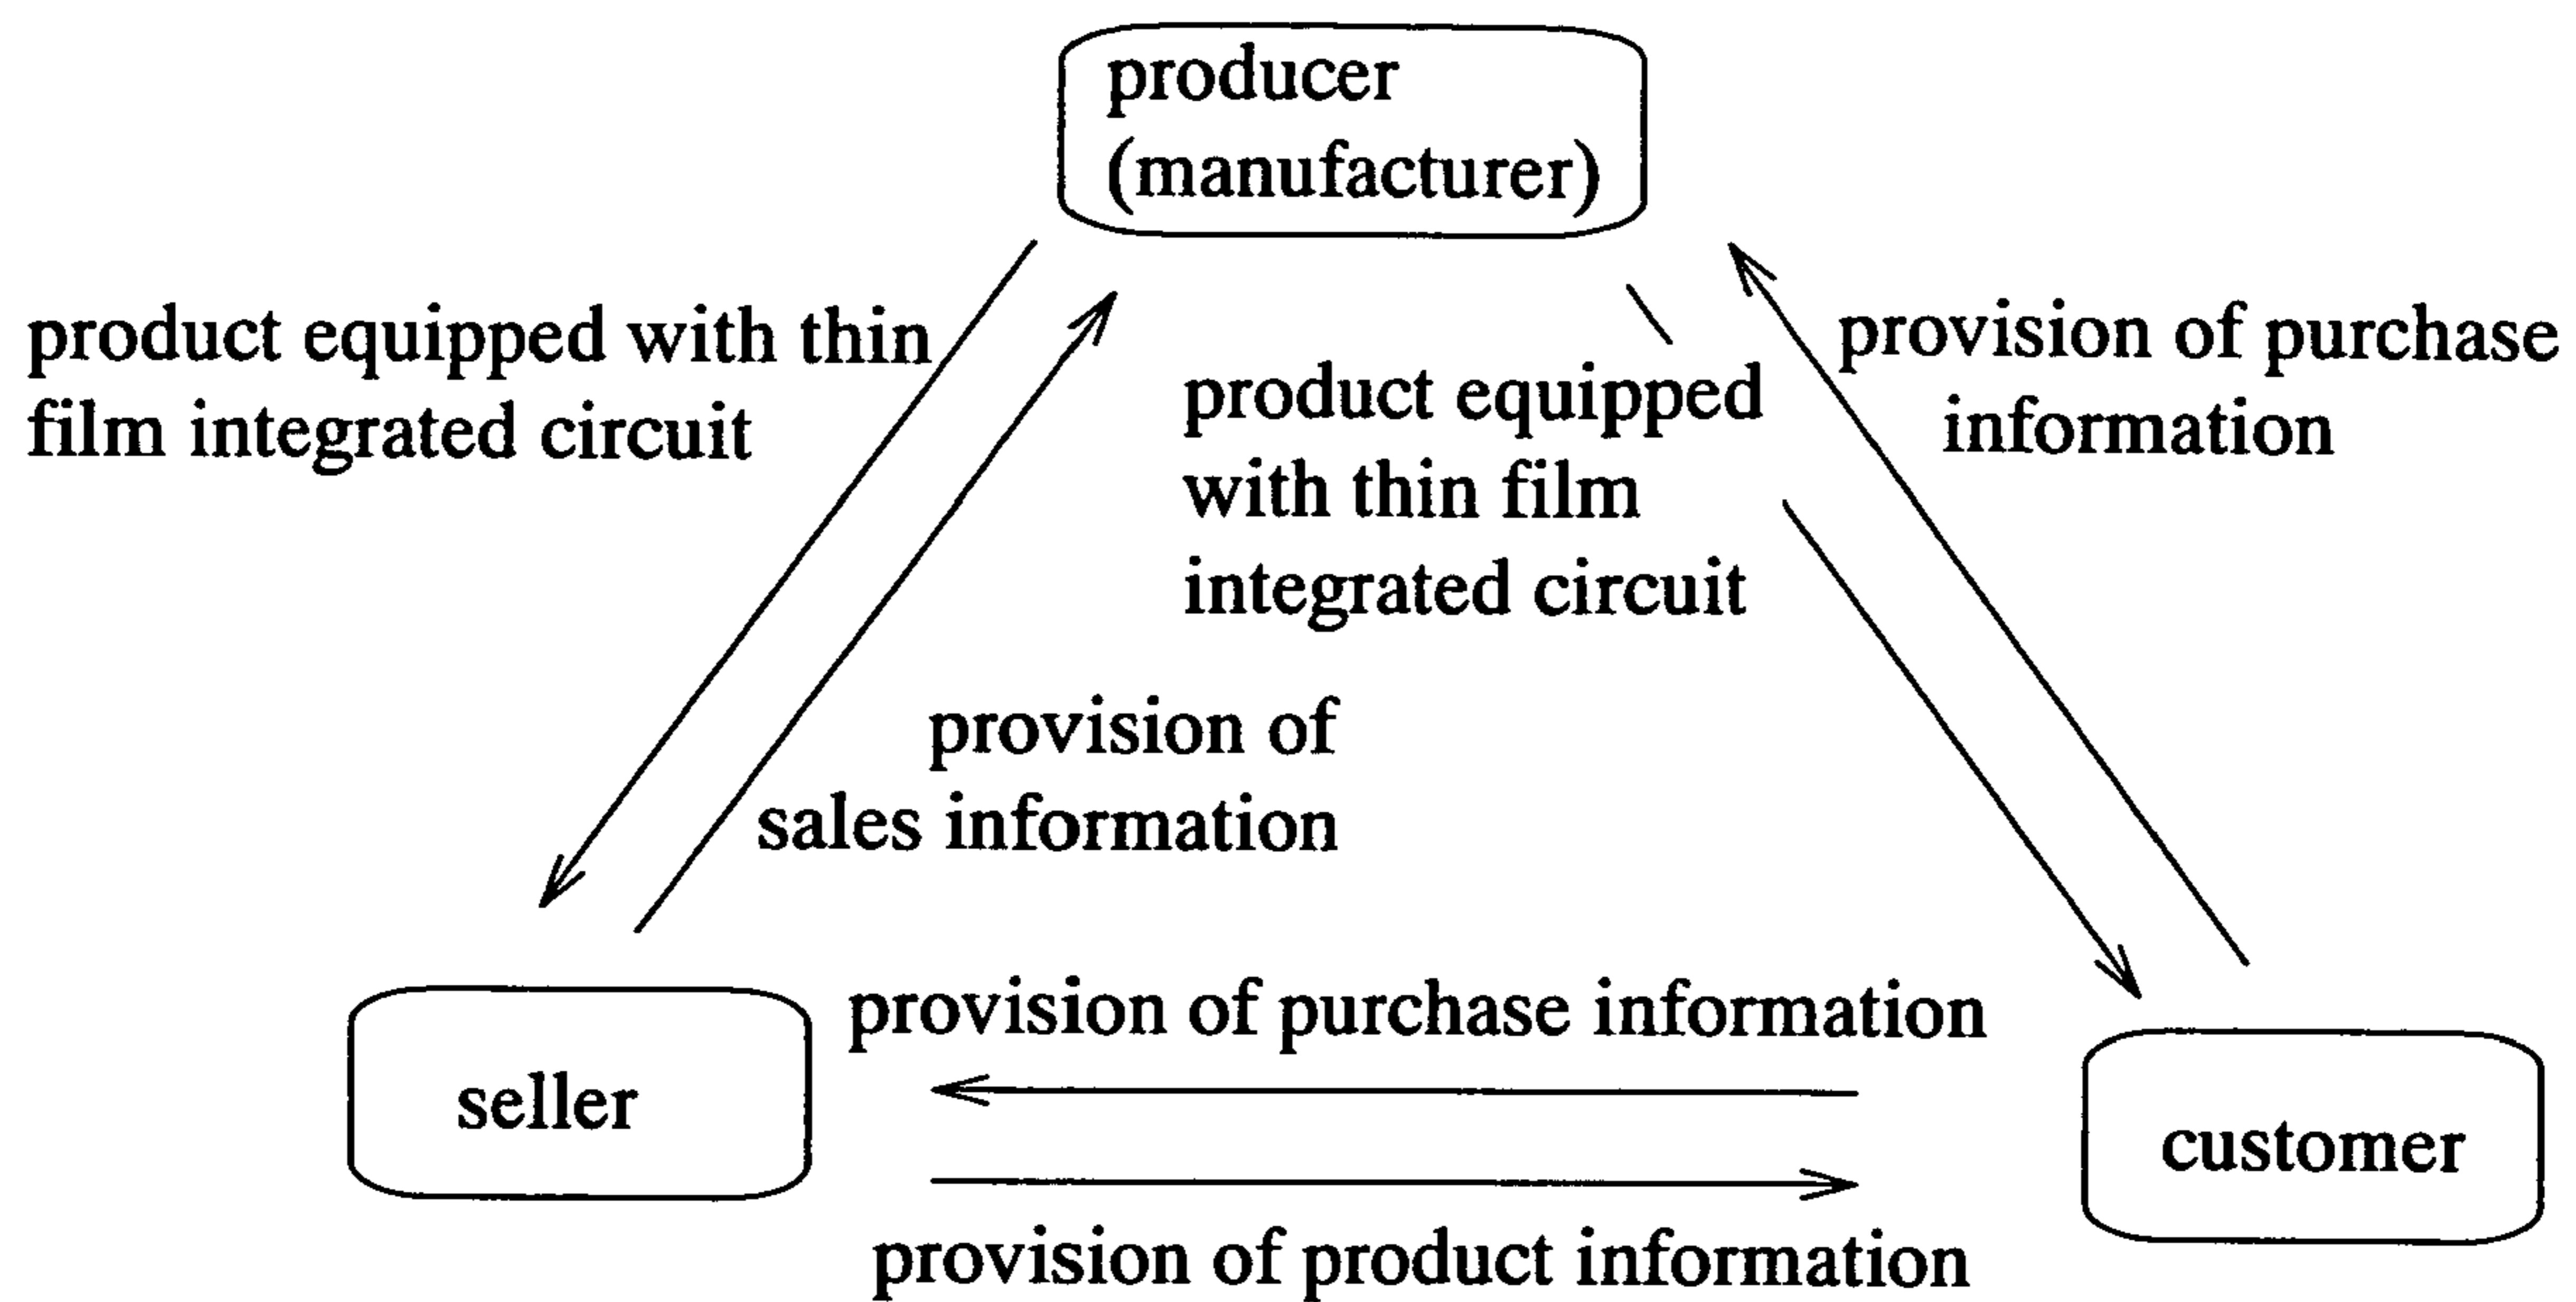 producer
(manufacturer)
product equipped with thin
film integrated circuit
product equipped
with thin film
integrated circuit
provision of purchase
information
provision of
sales information
provision of purchase information
seller
customer
provision of product information